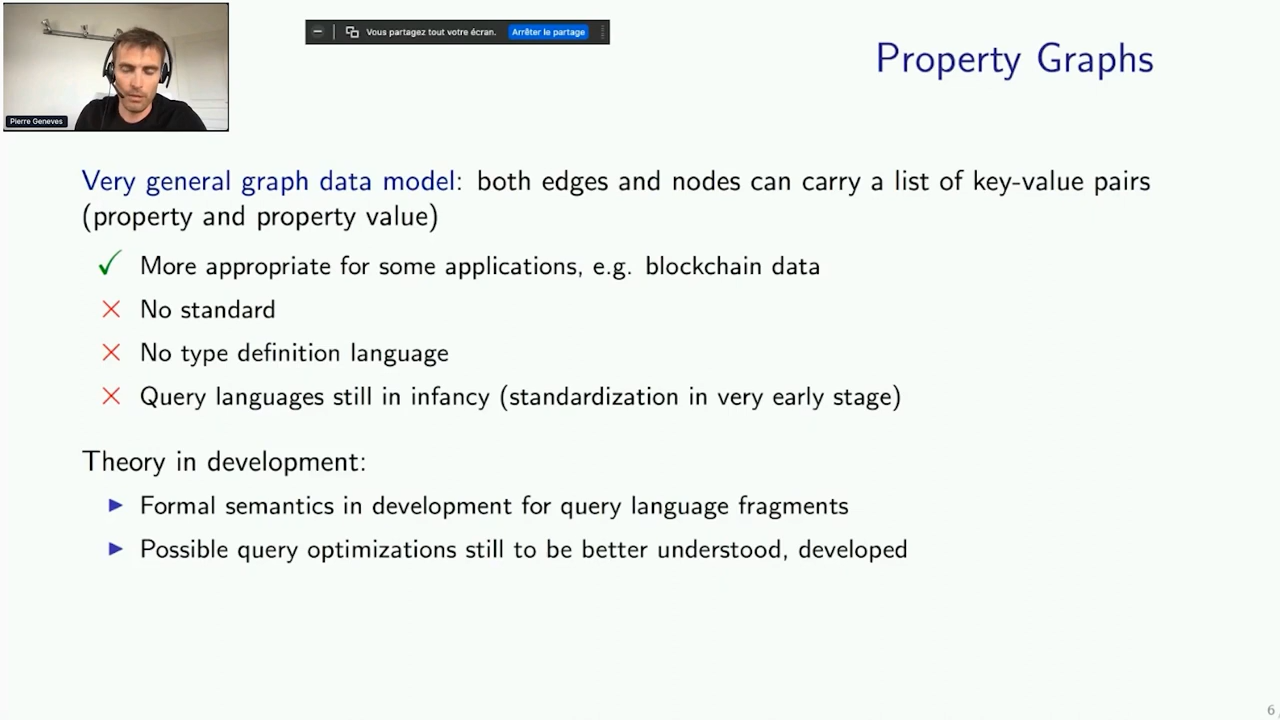 Vous partagez tout votre écran. Arrêter le partage
Property Graphs
Pierre Geneves
Very general graph data model: both edges and nodes can carry a list of key-value pairs
(property and property value)
✓ More appropriate for some applications, e.g. blockchain data
× No standard
× No type definition language
× Query languages still in infancy (standardization in very early stage)
Theory in development:
▶ Formal semantics in development for query language fragments
▶ Possible query optimizations still to be better understood, developed
6